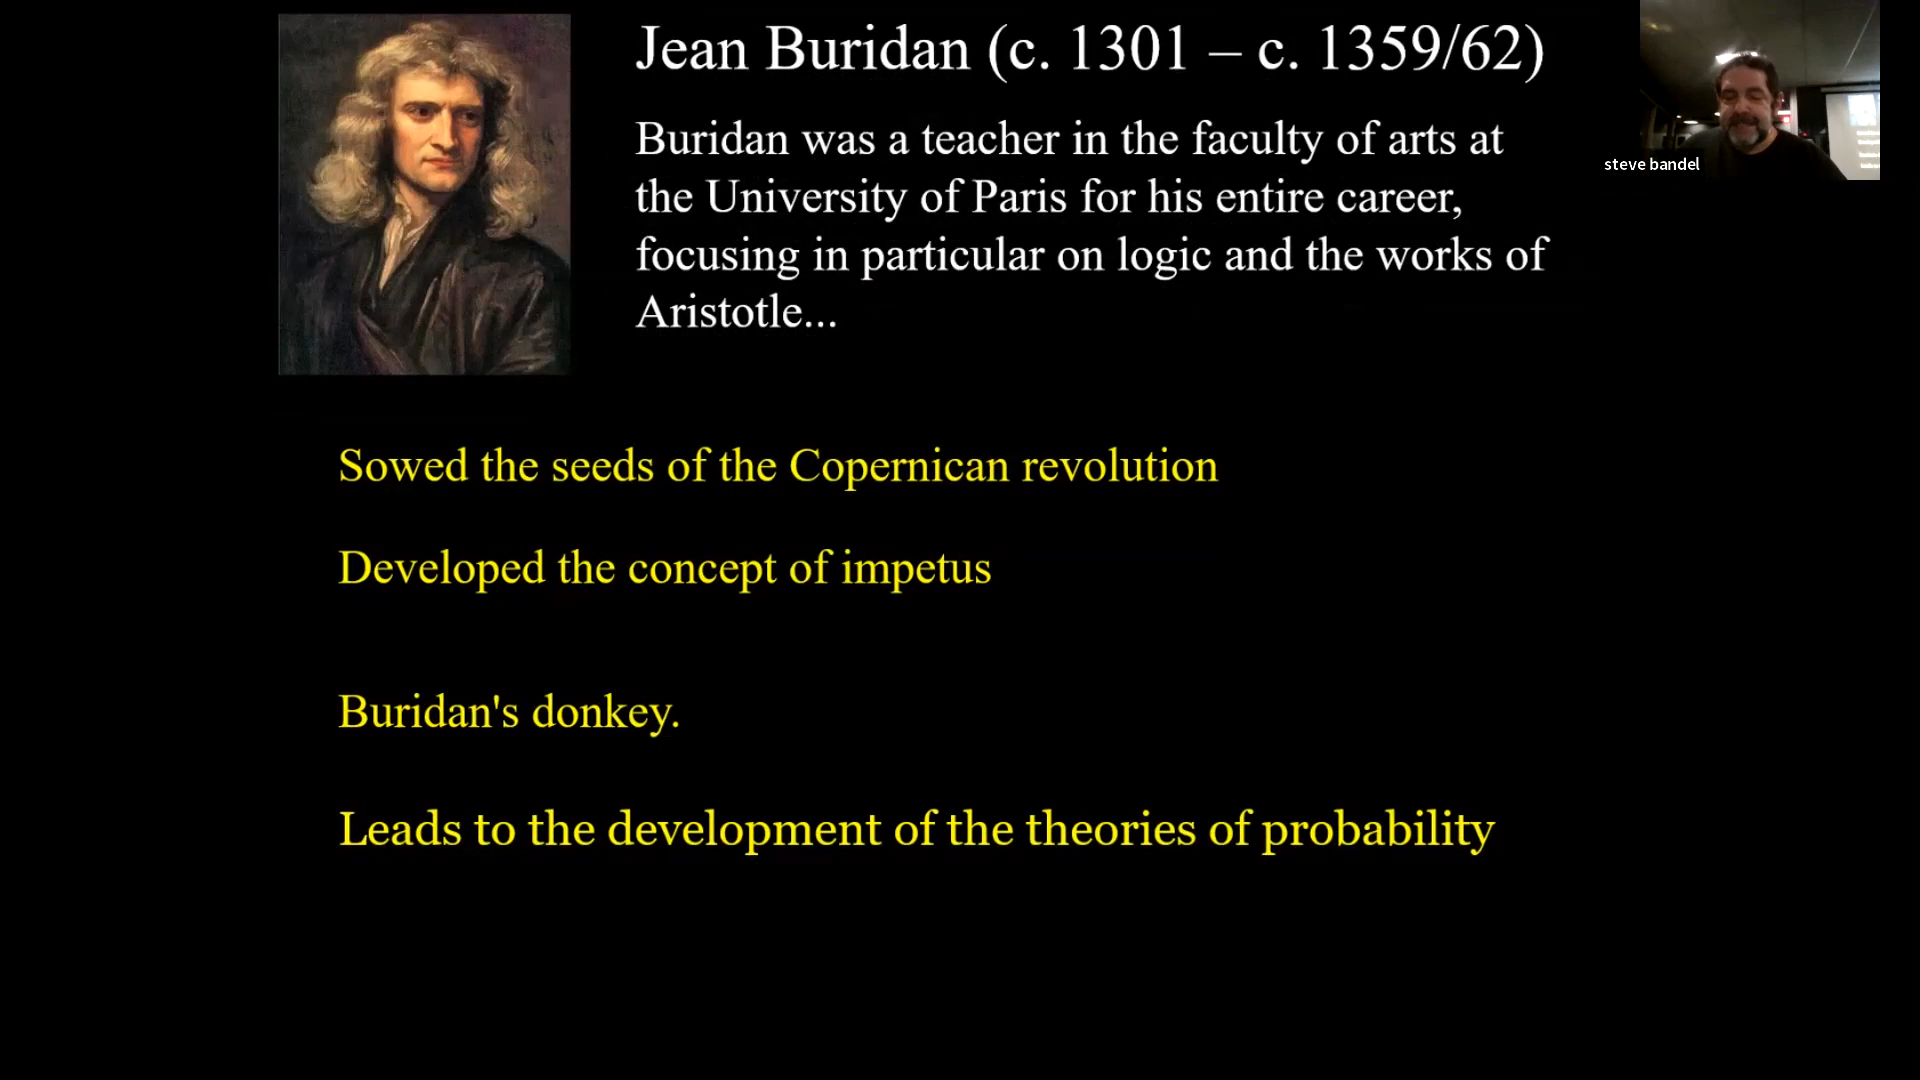 Jean Buridan (c. 1301 – c. 1359/62)
Buridan was a teacher in the faculty of arts at
the University of Paris for his entire career,
focusing in particular on logic and the works of
Aristotle...
steve bandel
Sowed the seeds of the Copernican revolution
Developed the concept of impetus
Buridan's donkey.
Leads to the development of the theories of probability